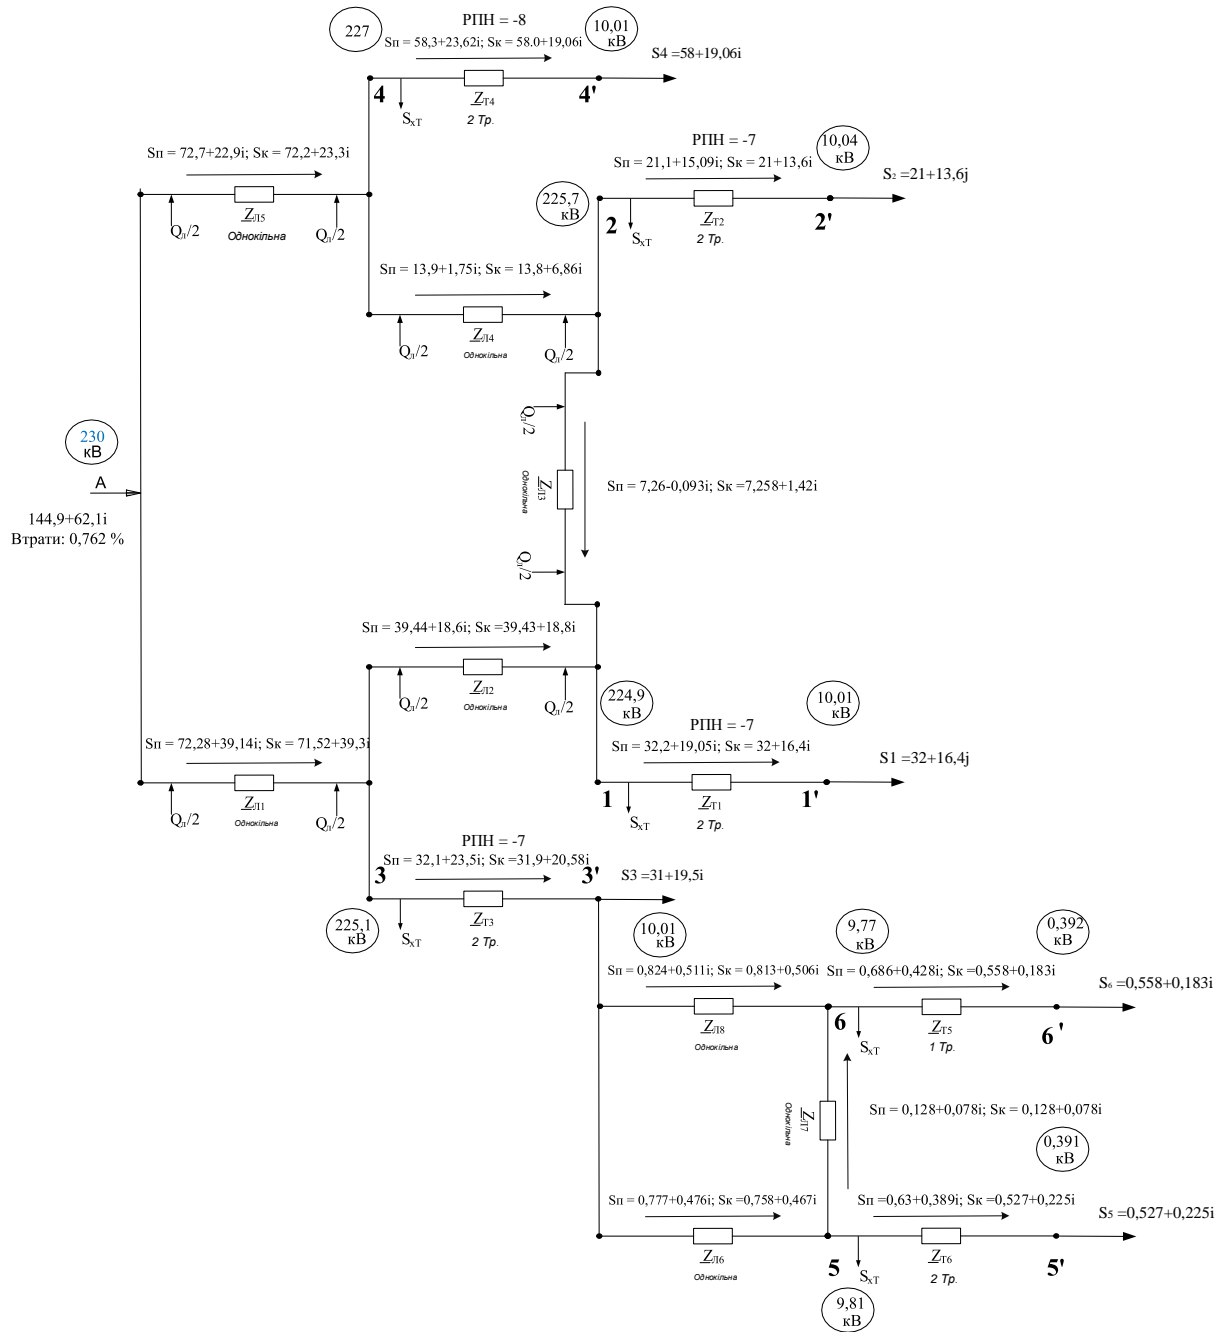 227
РПН = -8
Sп = 58,3+23,62i; Sк = 58.0+19,06i
10,01
кВ
S4 =58+19,06i
4
SхТ
ZТ4
2 Тр.
4'
Sп = 72,7+22,9i; Sк = 72,2+23,3i
Qл/2
ZЛ5
Однокільна
Qл/2
РПН = -7
Sп = 21,1+15,09i; Sк = 21+13,6i
10,04
кВ
S2 =21+13,6j
225,7
кВ
2
SхТ
ZТ2
2 Тр.
2'
Sп = 13,9+1,75i; Sк = 13,8+6,86i
Qл/2
ZЛ4
Однокільна
Qл/2
Qл/2
230
кВ
А
144,9+62,1i
Втрати: 0,762 %
ZЛ3
Однокільна
Sп = 7,26-0,093i; Sк =7,258+1,42i
Qл/2
Sп = 39,44+18,6i; Sк =39,43+18,8i
Qл/2
ZЛ2
Однокільна
Qл/2
224,9
кВ
10,01
кВ
РПН = -7
Sп = 32,2+19,05i; Sк = 32+16,4i
S1 =32+16,4j
1
SхТ
ZТ1
2 Тр.
1'
Sп = 72,28+39,14i; Sк = 71,52+39,3i
Qл/2
ZЛ1
Однокільна
Qл/2
РПН = -7
Sп = 32,1+23,5i; Sк =31,9+20,58i
3
3'
S3 =31+19,5i
225,1
кВ
SхТ
ZТ3
2 Тр.
10,01
кВ
9,77
кВ
0,392
кВ
Sп = 0,824+0,511i; Sк = 0,813+0,506i
Sп = 0,686+0,428i; Sк =0,558+0,183i
S6 =0,558+0,183i
ZЛ8
Однокільна
6
SхТ
ZТ5
1 Тр.
6 '
ZЛ7
Однокільна
Sп = 0,128+0,078i; Sк = 0,128+0,078i
0,391
кВ
Sп = 0,777+0,476i; Sк =0,758+0,467i
Sп =0,63+0,389i; Sк =0,527+0,225i
S5 =0,527+0,225i
ZЛ6
Однокільна
5
SхТ
ZТ6
2 Тр.
5'
9,81
кВ